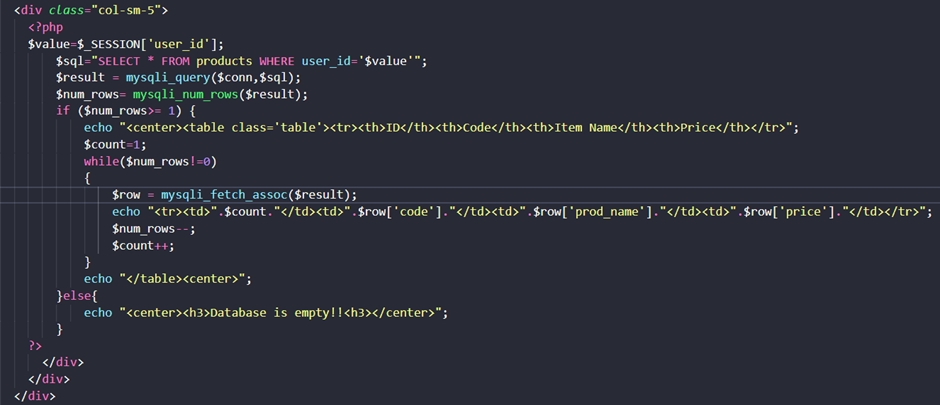 <div class="col-sm-5">
<?php
$value=$_SESSION['user_id'];
$sql="SELECT * FROM products WHERE user_id='$value'";
$result = mysqli_query($conn,$sql);
$num_rows= mysqli_num_rows($result);
if ($num_rows>= 1) {
echo "<center><table class='table'><tr><th>ID</th><th>Code</th><th>Item Name</th><th>Price</th></tr>";
$count=1;
while($num_rows!=0)
{
$row = mysqli_fetch_assoc($result);
echo "<tr><td>".$count."</td><td>".$row['code']."</td><td>".$row['prod_name']."</td><td>".$row['price']."</td></tr>";
$num_rows--;
$count++;
}
echo "</table><center>";
}else{
echo "<center><h3>Database is empty!!<h3></center>";
}
?>
</div>
</div>
</div>